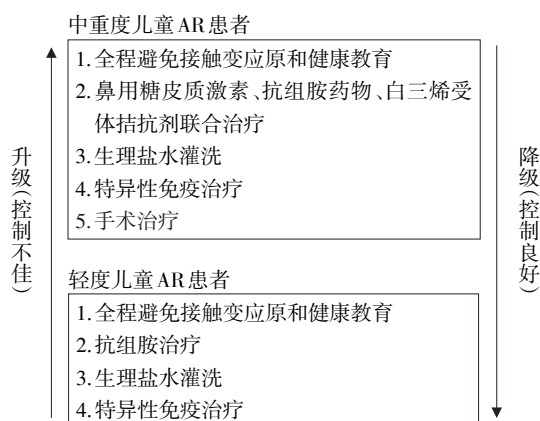 中重度儿童AR患者
1.全程避免接触变应原和健康教育
2.鼻用糖皮质激素、抗组胺药物、白三烯受
体拮抗剂联合治疗
3.生理盐水灌洗
4.特异性免疫治疗
5.手术治疗
升级(控制不佳)
降级(控制良好)
轻度儿童AR患者
1.全程避免接触变应原和健康教育
2.抗组胺治疗
3.生理盐水灌洗
4.特异性免疫治疗